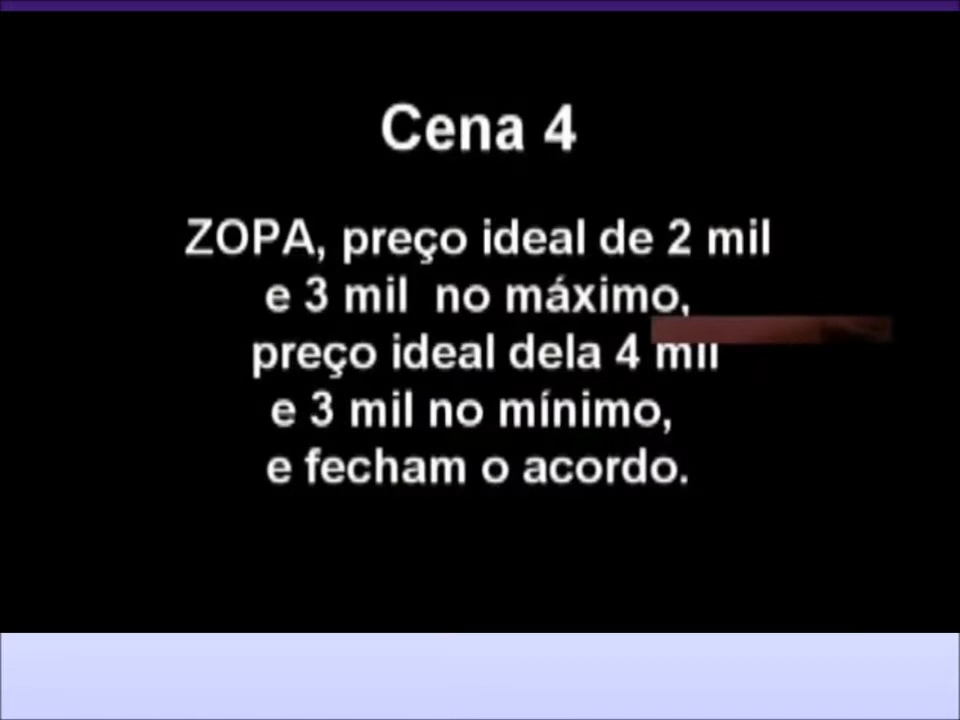 Cena 4
ZOPA, preço ideal de 2 mil
e 3 mil no máximo,
preço ideal dela 4 mil
e 3 mil no mínimo,
e fecham o acordo.